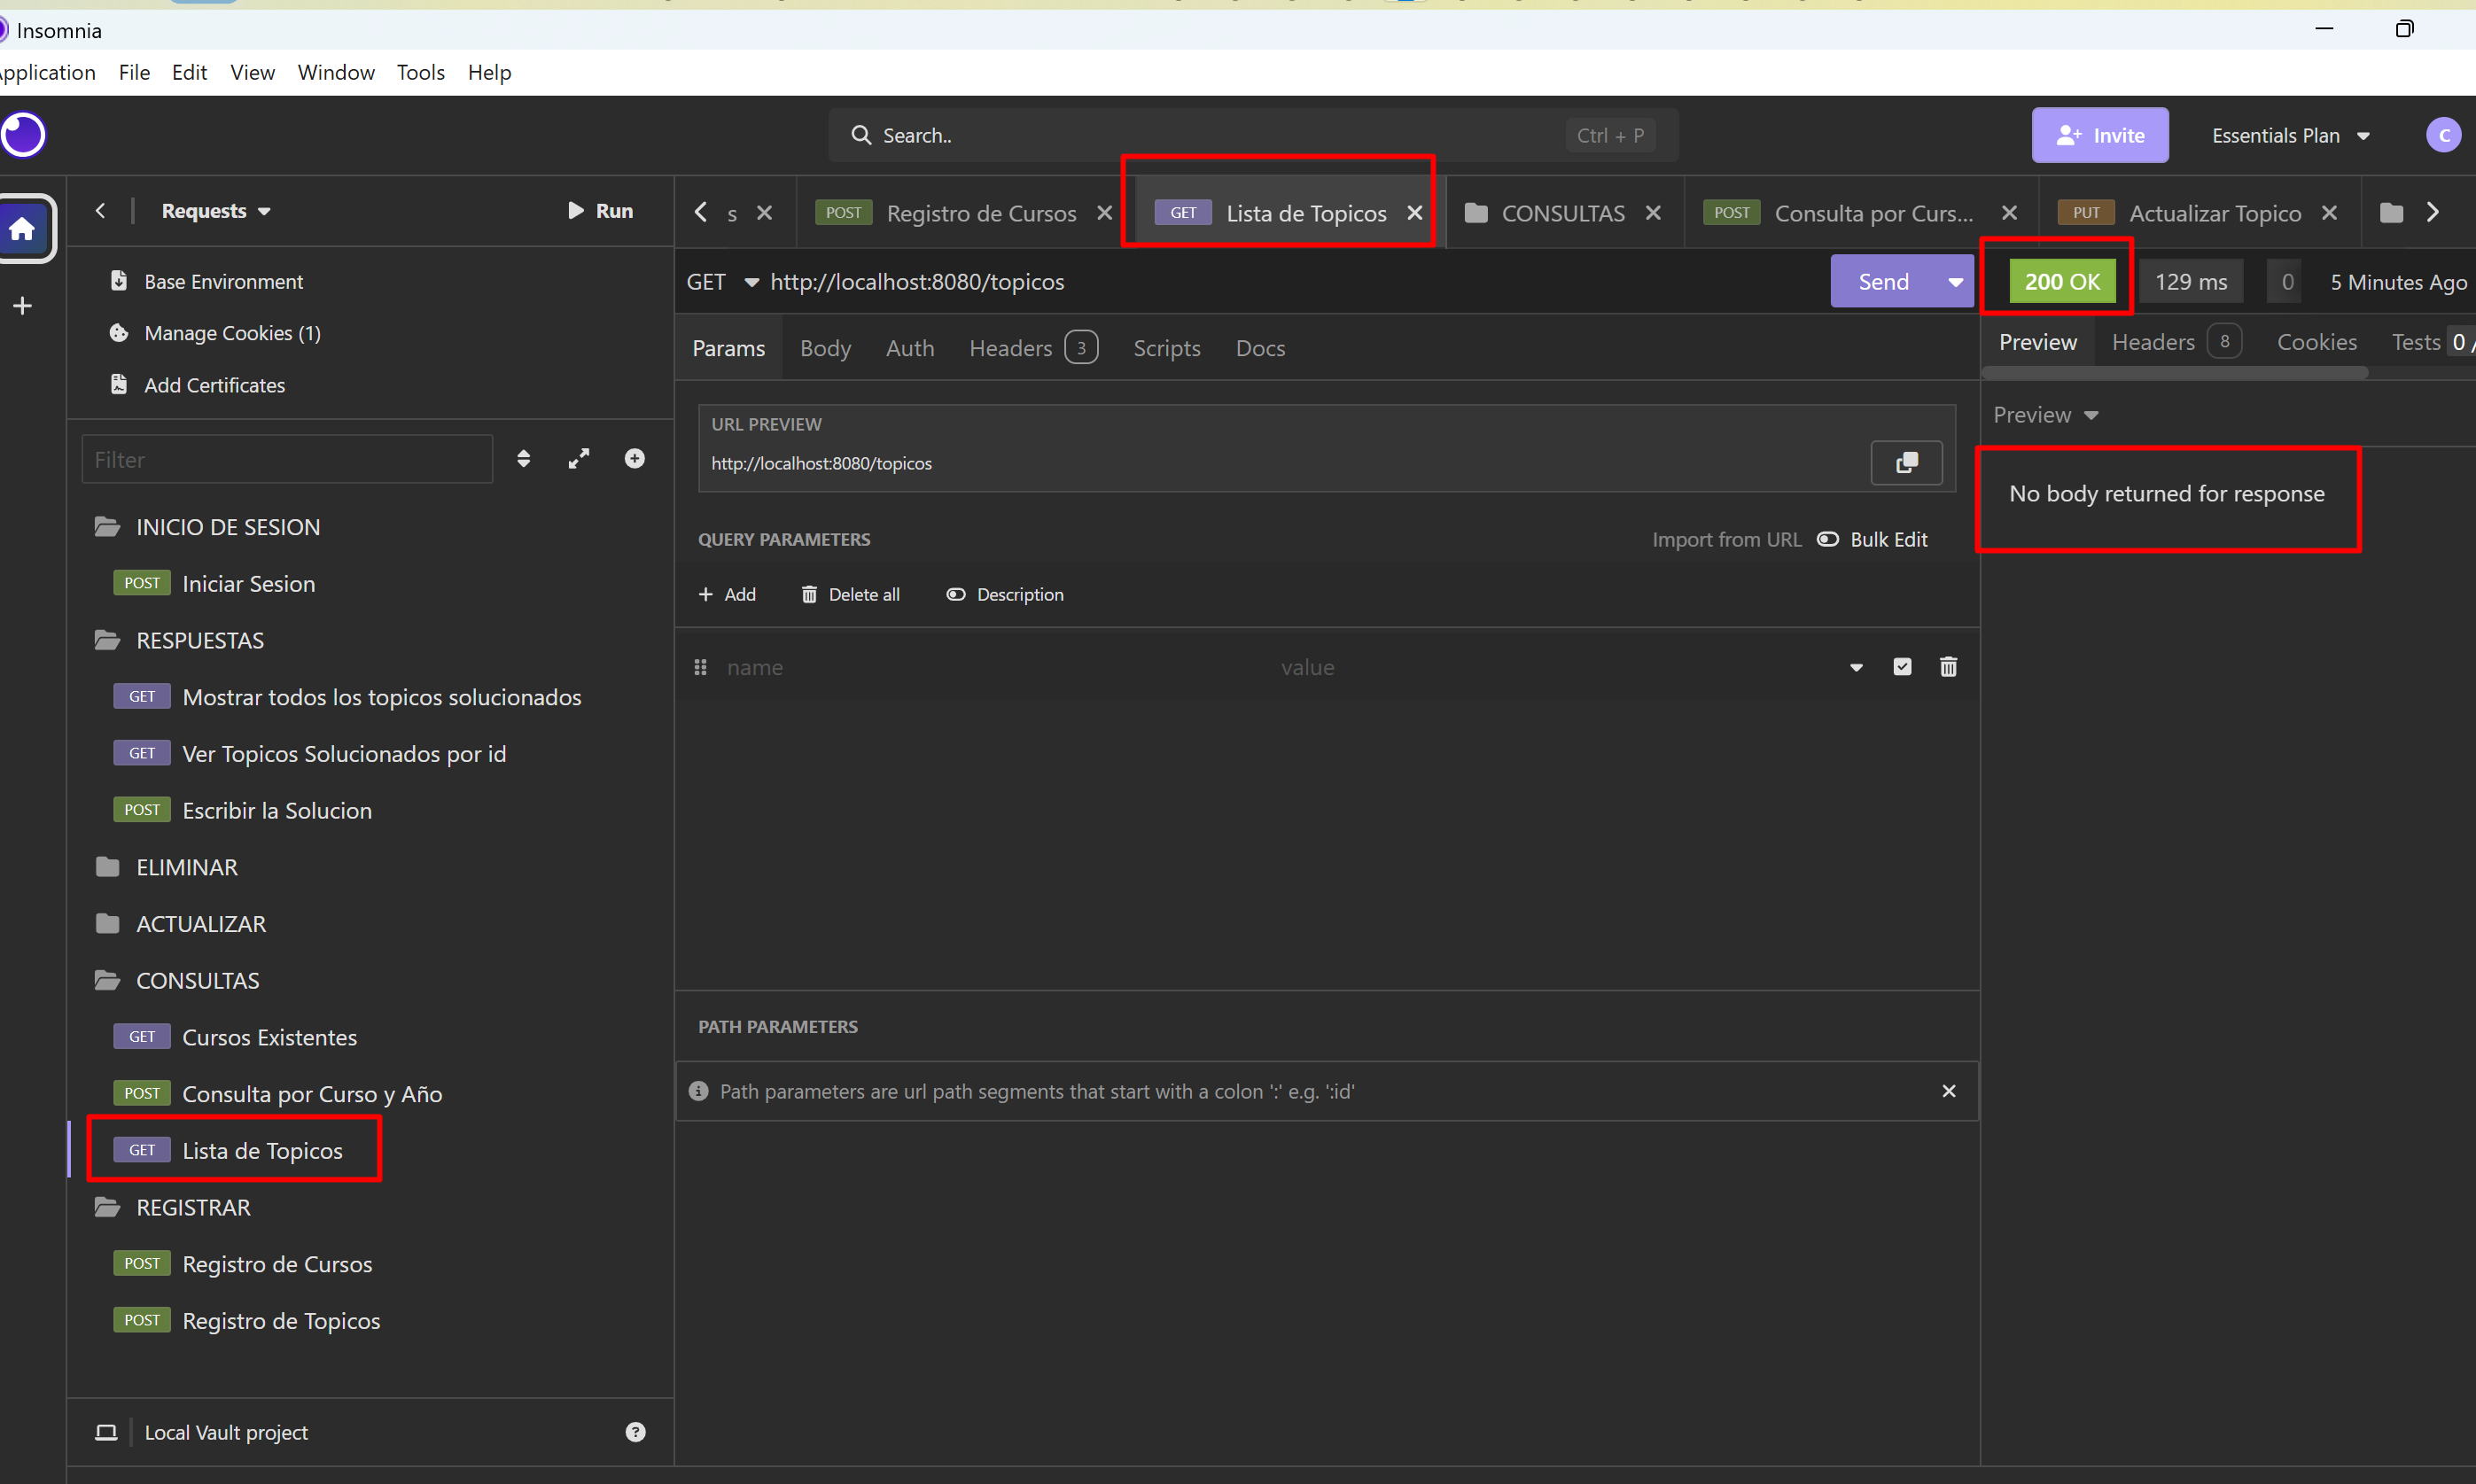 Insomnia
pplication File Edit View Window Tools Help
Search.. Ctrl + P
Invite
Essentials Plan
C
Requests
Run
s
POST Registro de Cursos
GET Lista de Topicos
CONSULTAS
POST Consulta por Curs...
PUT Actualizar Topico
Base Environment
Manage Cookies (1)
Add Certificates
Filter
INICIO DE SESION
POST Iniciar Sesion
RESPUESTAS
GET Mostrar todos los topicos solucionados
GET Ver Topicos Solucionados por id
POST Escribir la Solucion
ELIMINAR
ACTUALIZAR
CONSULTAS
GET Cursos Existentes
POST Consulta por Curso y Año
GET Lista de Topicos
REGISTRAR
POST Registro de Cursos
POST Registro de Topicos
Local Vault project
GET http://localhost:8080/topicos
Send
Params Body Auth Headers 3 Scripts Docs
URL PREVIEW
http://localhost:8080/topicos
QUERY PARAMETERS
Import from URL Bulk Edit
Add Delete all Description
name value
PATH PARAMETERS
Path parameters are url path segments that start with a colon ':' e.g. ':id'
200 OK 129 ms 0 5 Minutes Ago
Preview Headers 8 Cookies Tests 0 /
Preview
No body returned for response